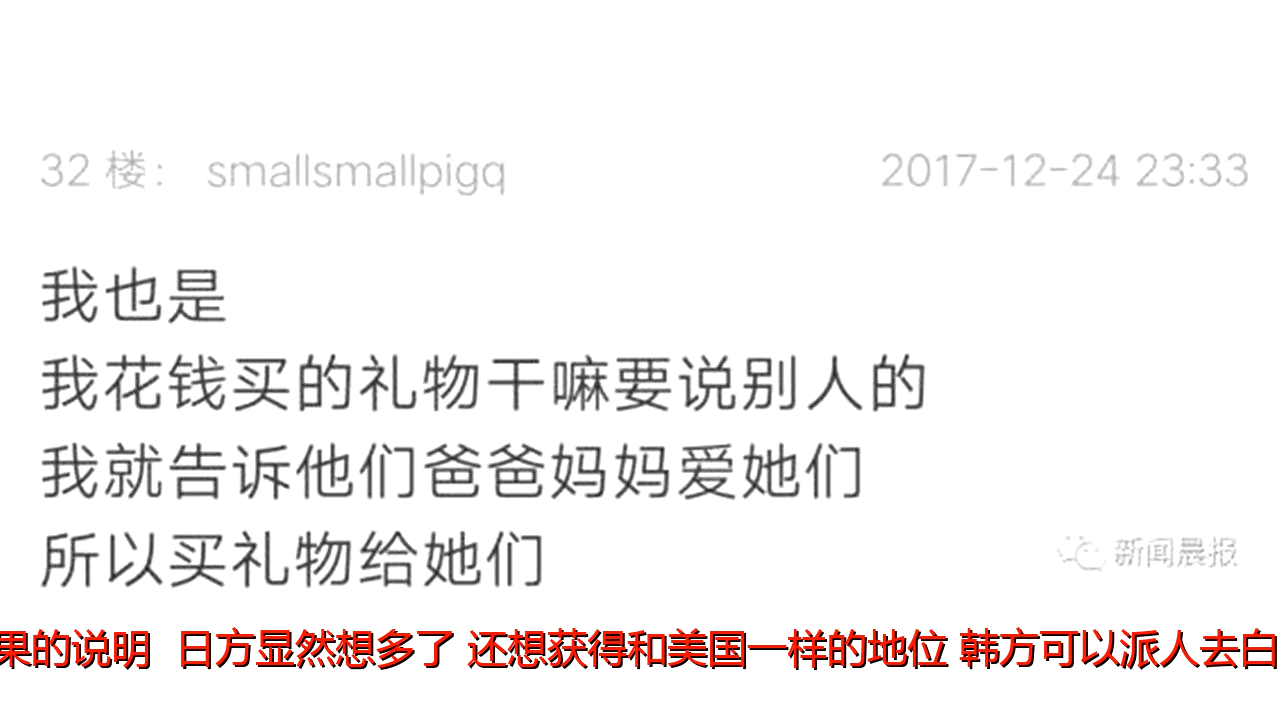 32 楼： smallsmallpigq 2017-12-24 23:33
我也是
我花钱买的礼物干嘛要说别人的
我就告诉他们爸爸妈妈爱她们
所以买礼物给她们
新闻晨报
果的说明 日方显然想多了 还想获得和美国一样的地位 韩方可以派人去白